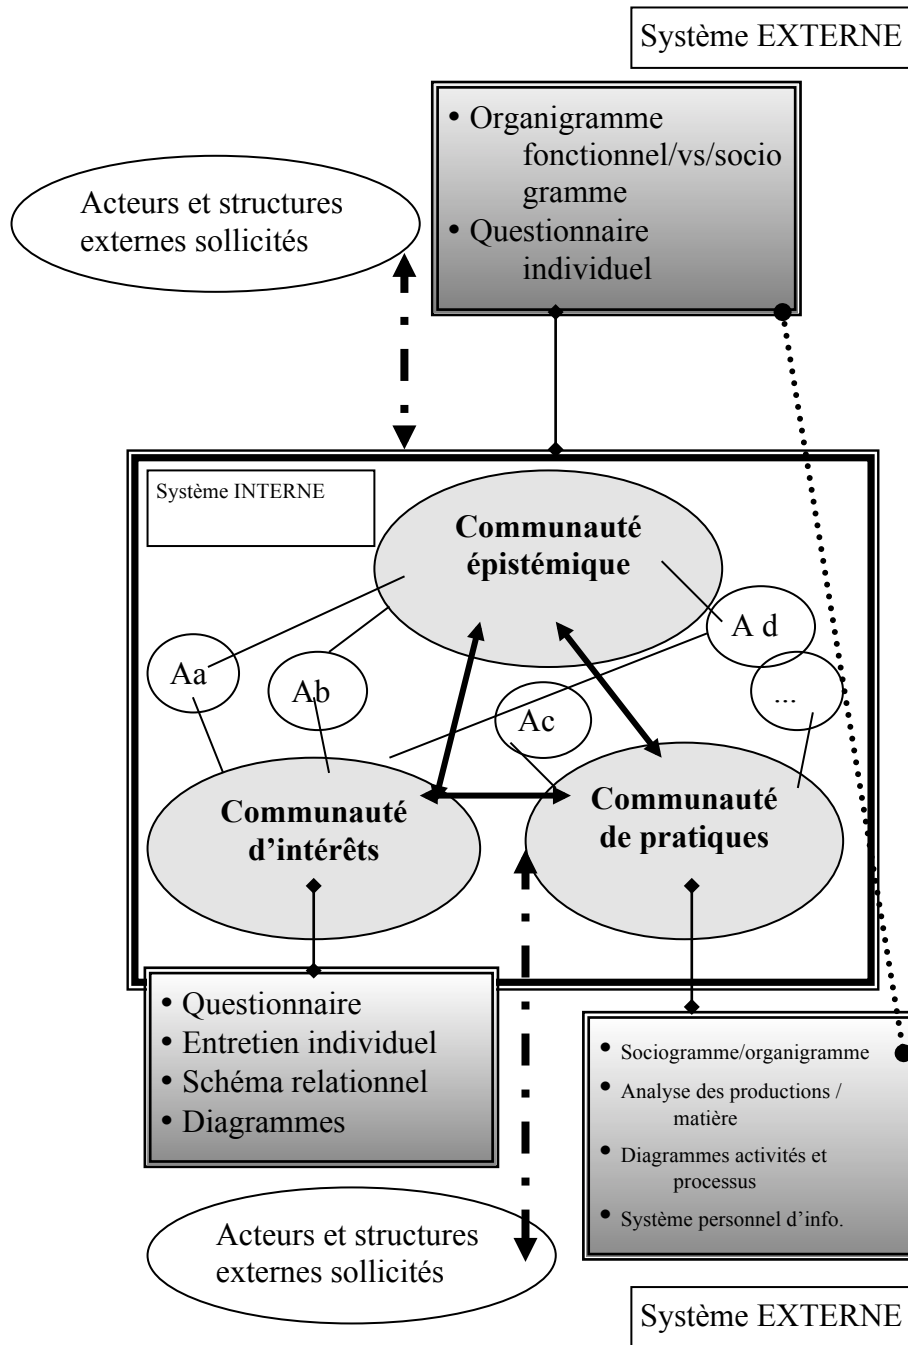 Système EXTERNE
• Organigramme
fonctionnel/vs/socio
gramme
• Questionnaire
individuel
Acteurs et structures
externes sollicités
Système INTERNE
Communauté
épistémique
A d
Aa
Ab
...
Ac
Communauté
d’intérêts
Communauté
de pratiques
• Questionnaire
• Entretien individuel
• Schéma relationnel
• Diagrammes
• Sociogramme/organigramme
• Analyse des productions /
matière
• Diagrammes activités et
processus
• Système personnel d’info.
Acteurs et structures
externes sollicités
Système EXTERNE